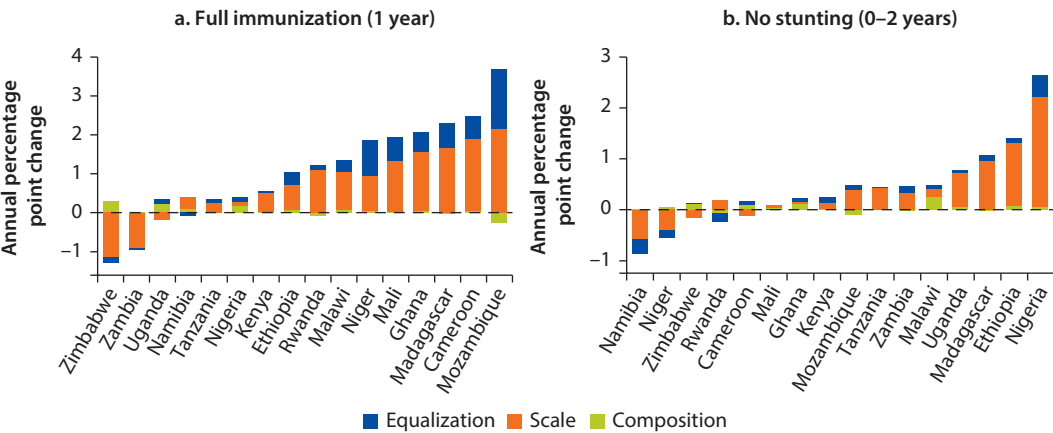 a. Full immunization (1 year)
Annual percentage
point change
4
3
2
1
0
–1
Zimbabwe
Zambia
Uganda
Namibia
Tanzania
Nigeria
Kenya
Ethiopia
Rwanda
Malawi
Niger
Mali
Ghana
Madagascar
Cameroon
Mozambique
b. No stunting (0–2 years)
Annual percentage
point change
3
2
1
0
–1
Namibia
Niger
Zimbabwe
Rwanda
Cameroon
Mali
Ghana
Kenya
Mozambique
Tanzania
Zambia
Malawi
Uganda
Madagascar
Ethiopia
Nigeria
Equalization Scale Composition